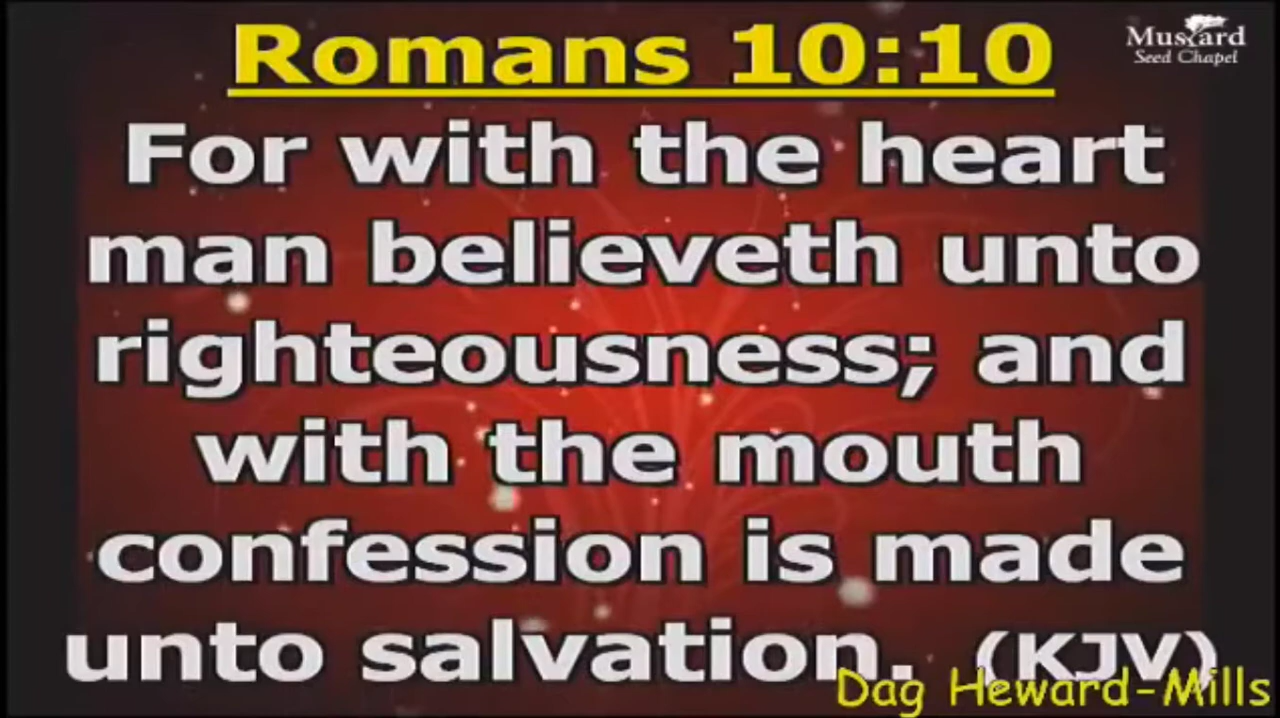 Romans 10:10
Mustard
Seed Chapel
For with the heart
man believeth unto
righteousness; and
with the mouth
confession is made
unto salvation. (KJV)
Dag Heward-Mills